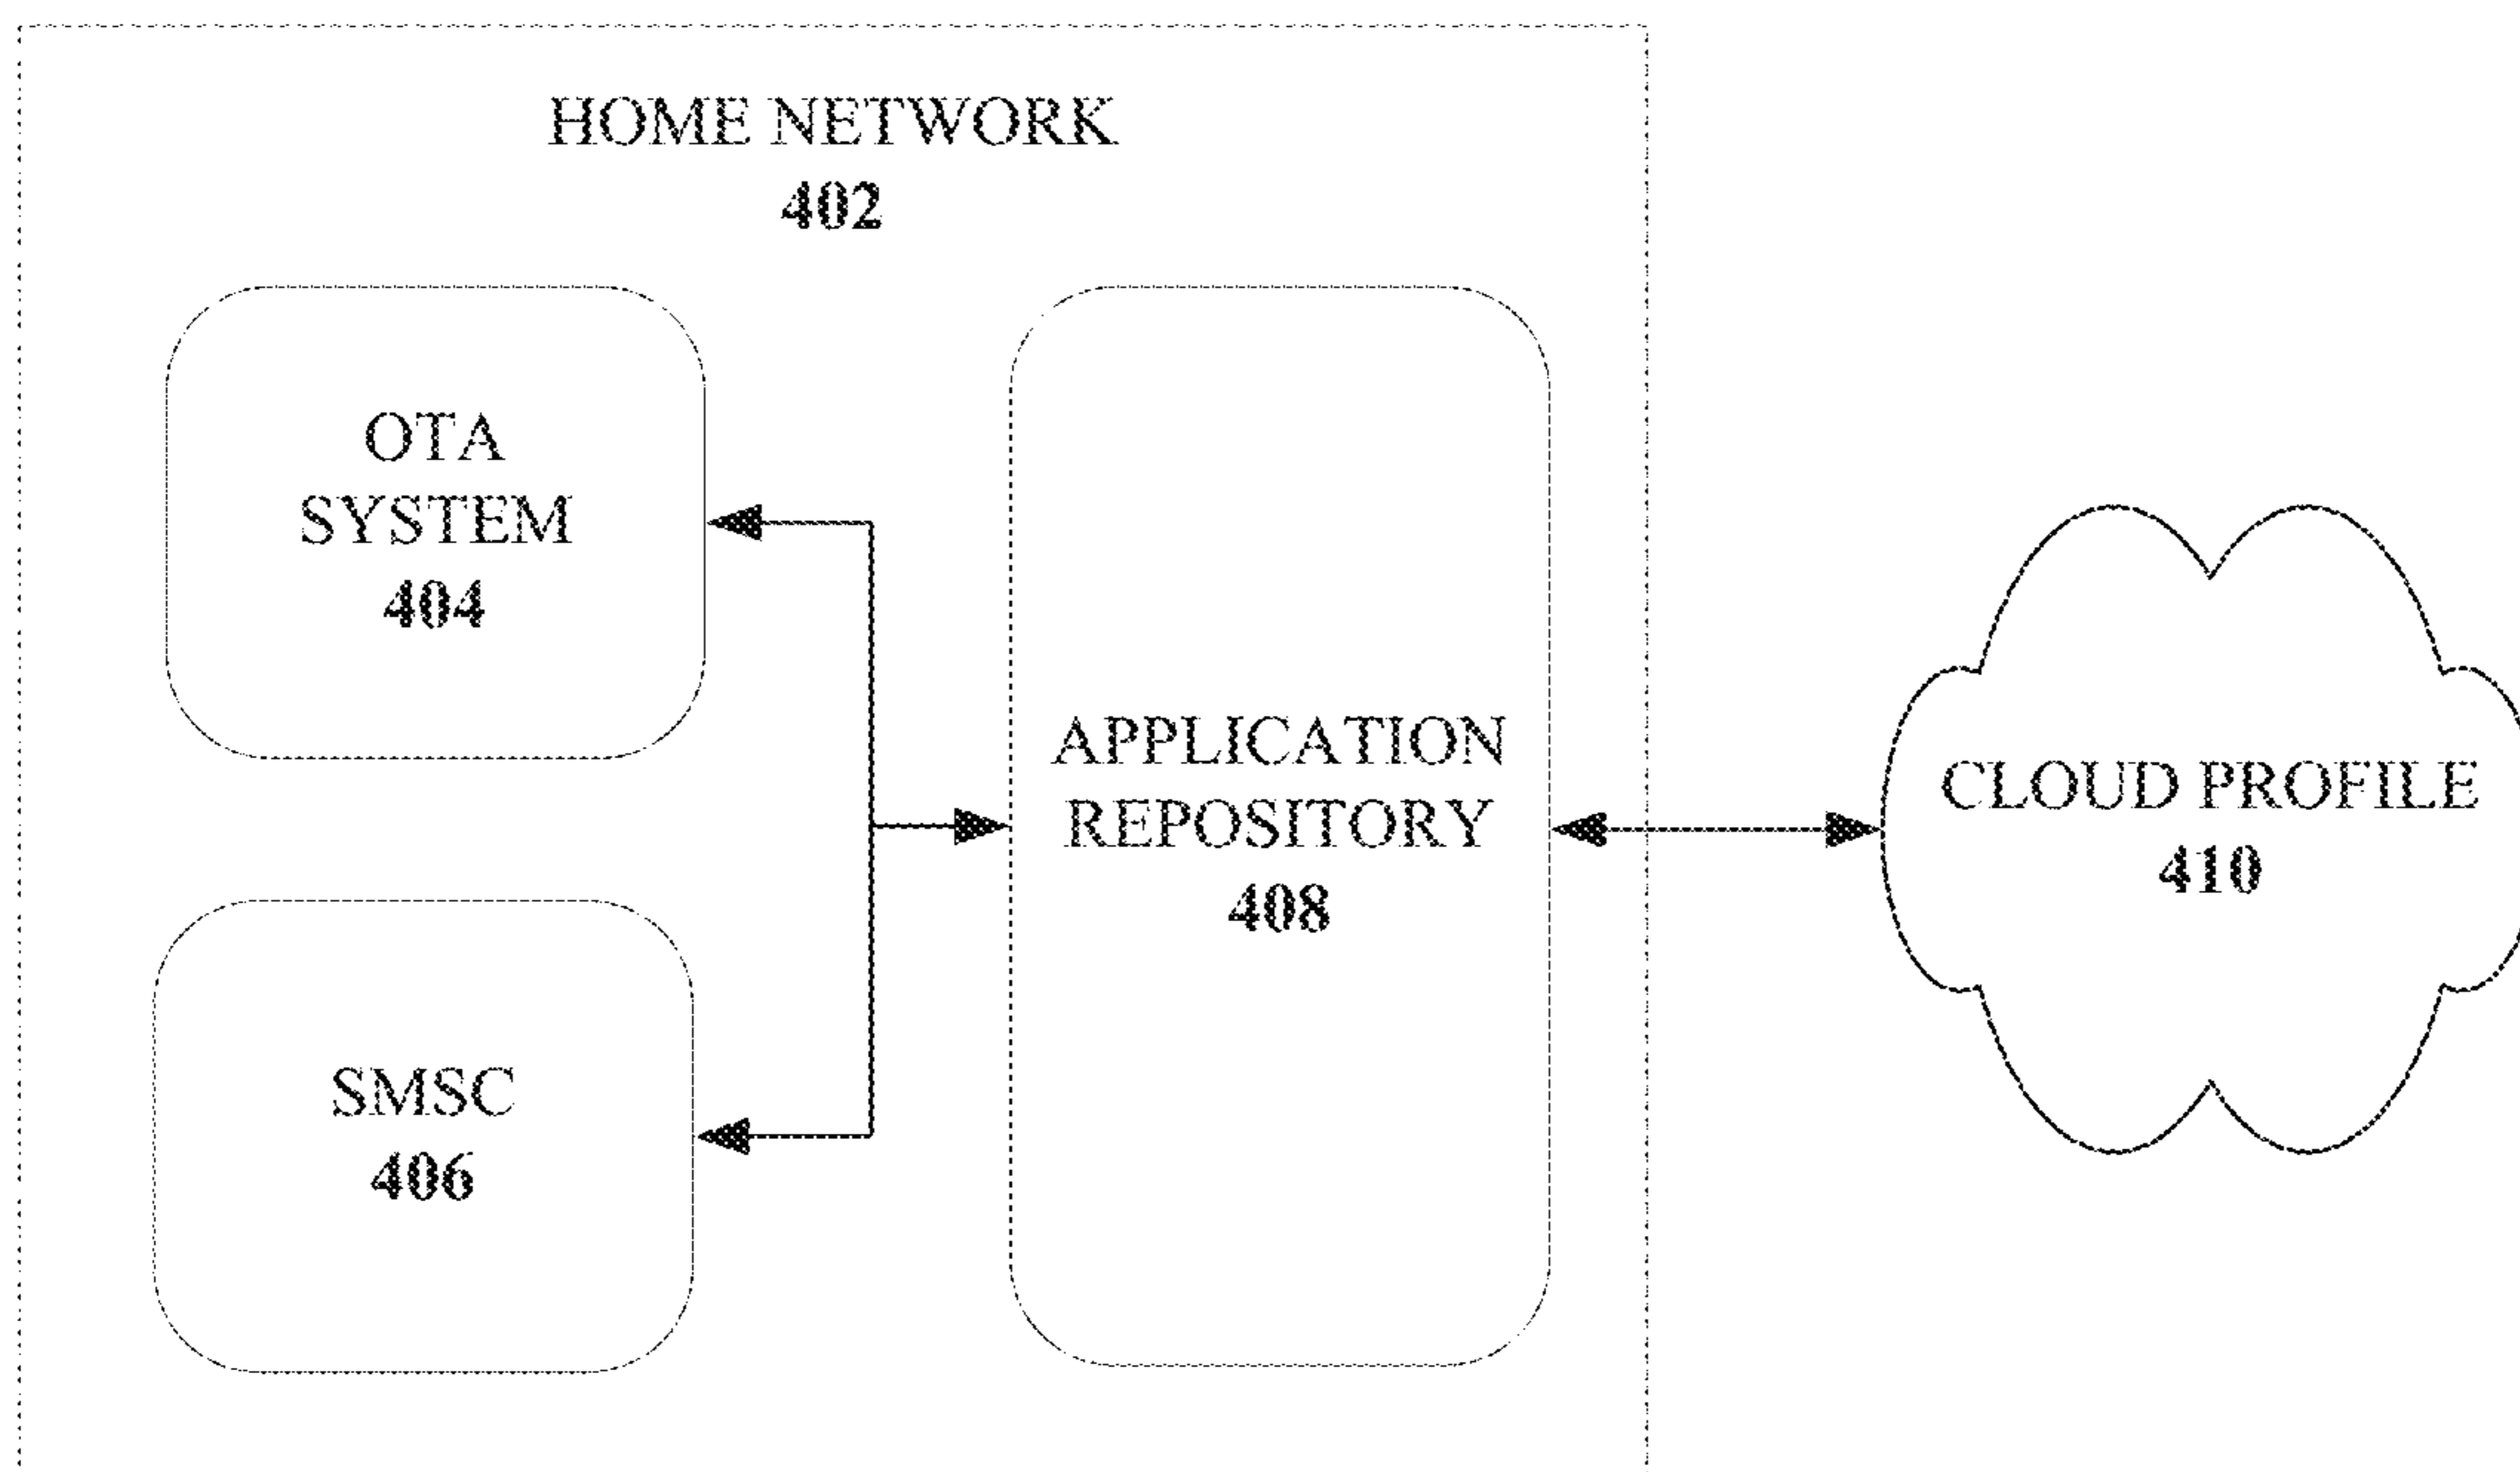 HOME NETWORK
402
OTA
SYSTEM
404
APPLICATION
REPOSITORY
408
CLOUD PROFILE
410
SMSC
406